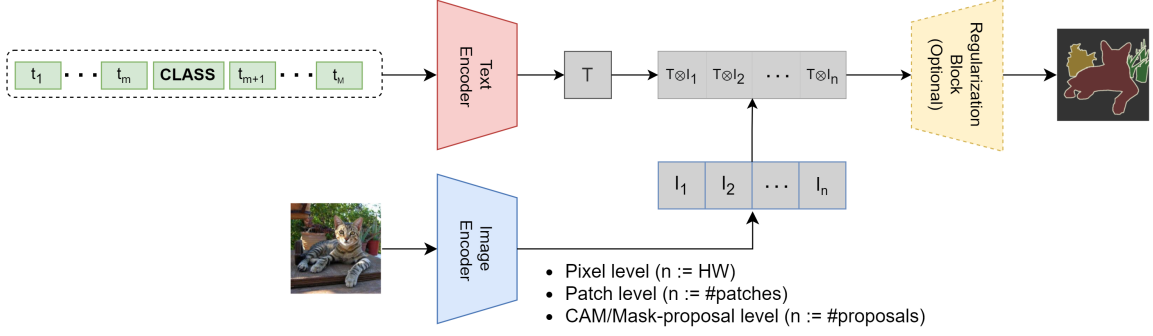 t1 ··· tm CLASS tm+1 ··· tM
Text
Encoder
T
T⊗I1 T⊗I2 ··· T⊗In
Regularization
Block
(Optional)
I1 I2 ··· In
Image
Encoder
• Pixel level (n := HW)
• Patch level (n := #patches)
• CAM/Mask-proposal level (n := #proposals)